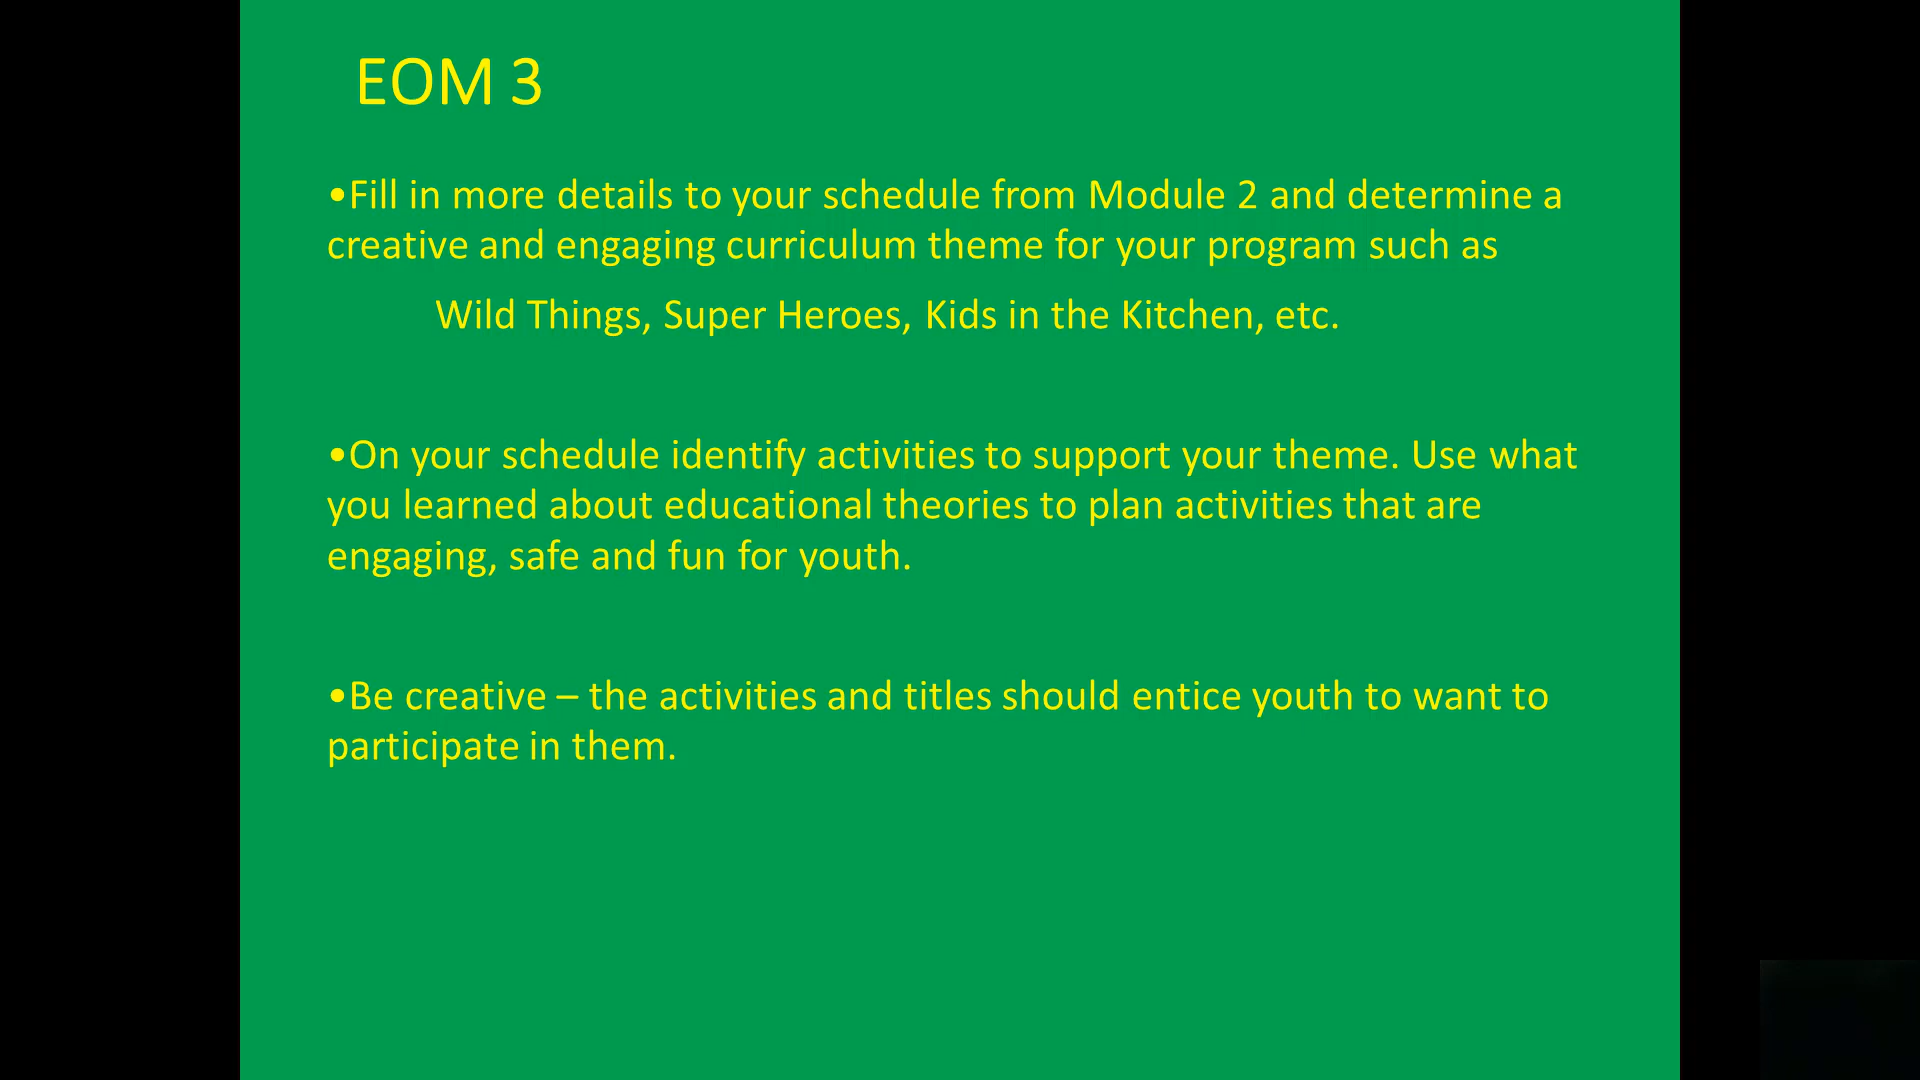 EOM 3
•Fill in more details to your schedule from Module 2 and determine a
creative and engaging curriculum theme for your program such as
Wild Things, Super Heroes, Kids in the Kitchen, etc.
•On your schedule identify activities to support your theme. Use what
you learned about educational theories to plan activities that are
engaging, safe and fun for youth.
•Be creative – the activities and titles should entice youth to want to
participate in them.